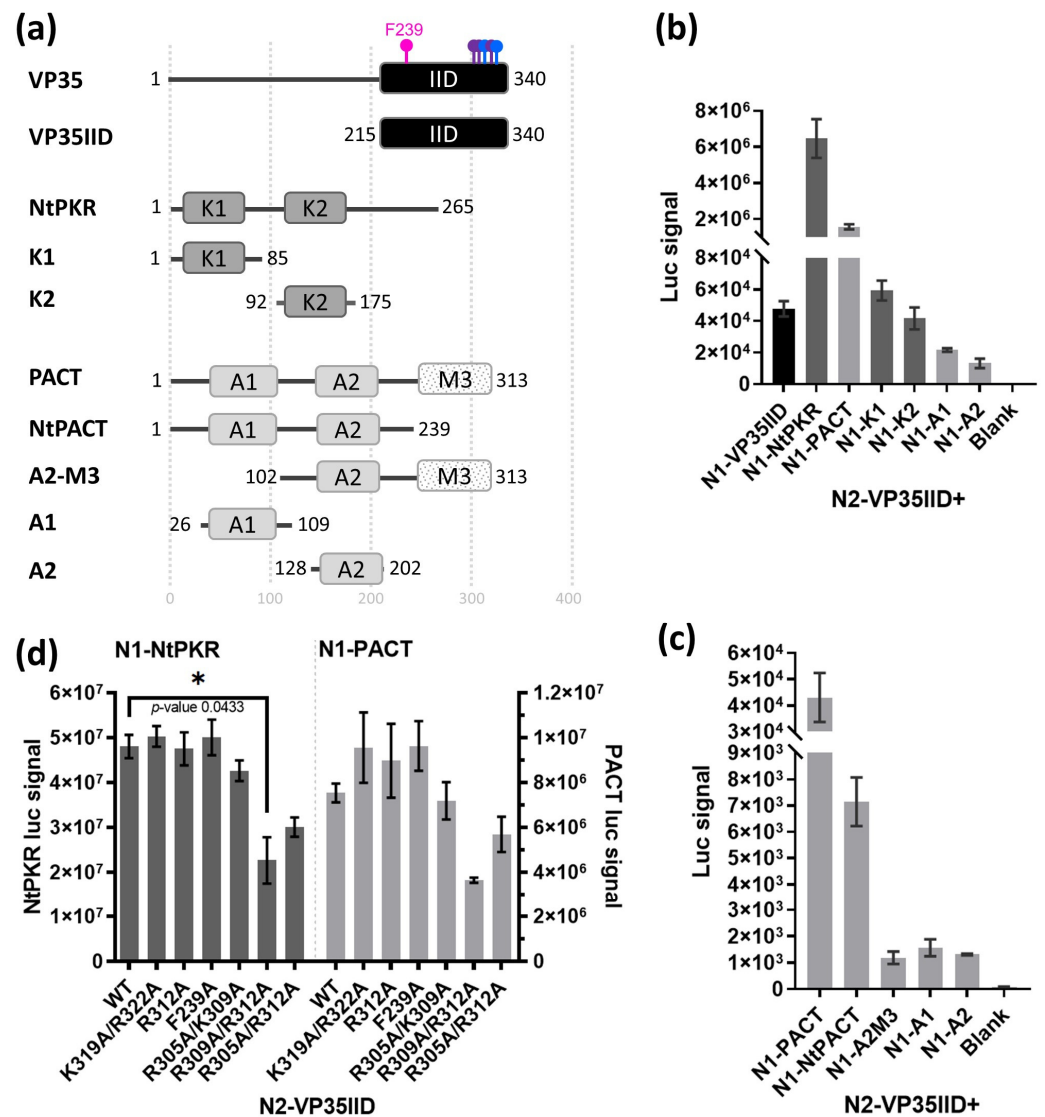 (a)
F239
VP35 1 IID 340
VP35IID 215 IID 340
NtPKR 1 K1 K2 265
K1 1 K1 85
K2 92 K2 175
PACT 1 A1 A2 M3 313
NtPACT 1 A1 A2 239
A2-M3 102 A2 M3 313
A1 26 A1 109
A2 128 A2 202
0 100 200 300 400
(b)
Luc signal
8×10⁶
6×10⁶
4×10⁶
2×10⁶
8×10⁴
6×10⁴
4×10⁴
2×10⁴
0
N1-VP35IID
N1-NtPKR
N1-PACT
N1-K1
N1-K2
N1-A1
N1-A2
Blank
N2-VP35IID+
(c)
Luc signal
6×10⁴
5×10⁴
4×10⁴
3×10⁴
9×10³
8×10³
7×10³
6×10³
5×10³
4×10³
3×10³
2×10³
1×10³
0
N1-PACT
N1-NtPACT
N1-A2M3
N1-A1
N1-A2
Blank
N2-VP35IID+
(d)
N1-NtPKR N1-PACT
*
p-value 0.0433
NtPKR luc signal
6×10⁷
5×10⁷
4×10⁷
3×10⁷
2×10⁷
1×10⁷
0
PACT luc signal
1.2×10⁷
1×10⁷
8×10⁶
6×10⁶
4×10⁶
2×10⁶
0
WT
K319A/R322A
R312A
F239A
R305A/K309A
R309A/R312A
R305A/R312A
WT
K319A/R322A
R312A
F239A
R305A/K309A
R309A/R312A
R305A/R312A
N2-VP35IID